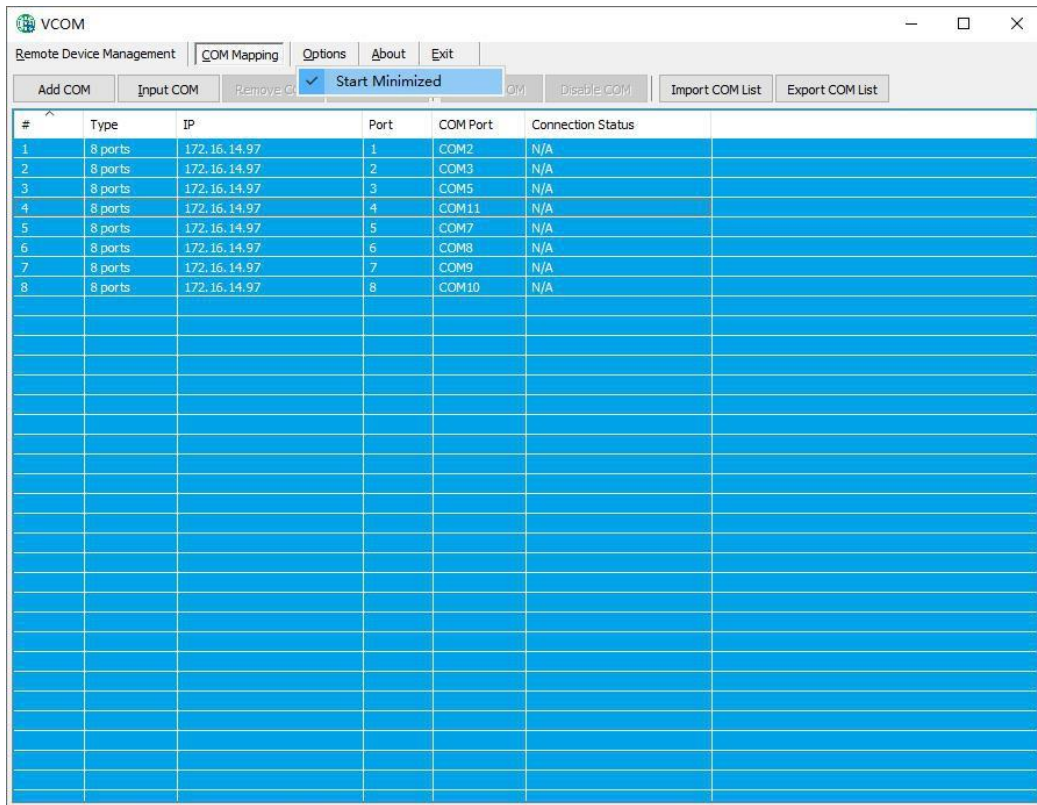 VCOM
Remote Device Management COM Mapping Options About Exit
Start Minimized
Add COM Input COM Remove Disable COM Import COM List Export COM List
# Type IP Port COM Port Connection Status
1 8 ports 172.16.14.97 1 COM2 N/A
2 8 ports 172.16.14.97 2 COM3 N/A
3 8 ports 172.16.14.97 3 COM5 N/A
4 8 ports 172.16.14.97 4 COM11 N/A
5 8 ports 172.16.14.97 5 COM7 N/A
6 8 ports 172.16.14.97 6 COM8 N/A
7 8 ports 172.16.14.97 7 COM9 N/A
8 8 ports 172.16.14.97 8 COM10 N/A